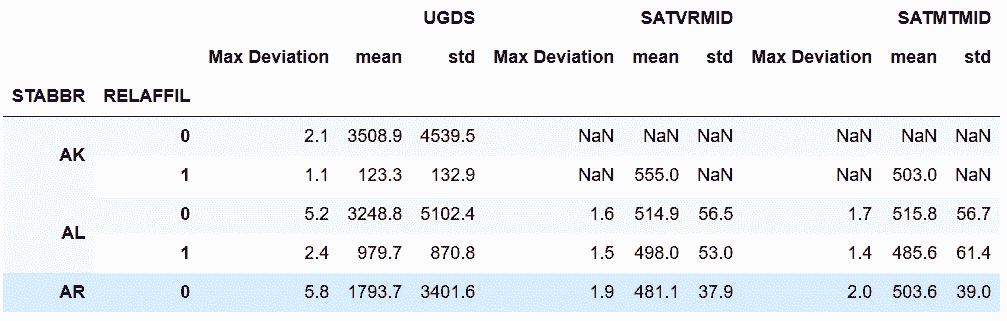 UGDS SATVRMID SATMTMID
Max Deviation mean std Max Deviation mean std Max Deviation mean std
STABBR RELAFFIL
AK 0 2.1 3508.9 4539.5 NaN NaN NaN NaN NaN NaN
1 1.1 123.3 132.9 NaN 555.0 NaN NaN 503.0 NaN
AL 0 5.2 3248.8 5102.4 1.6 514.9 56.5 1.7 515.8 56.7
1 2.4 979.7 870.8 1.5 498.0 53.0 1.4 485.6 61.4
AR 0 5.8 1793.7 3401.6 1.9 481.1 37.9 2.0 503.6 39.0